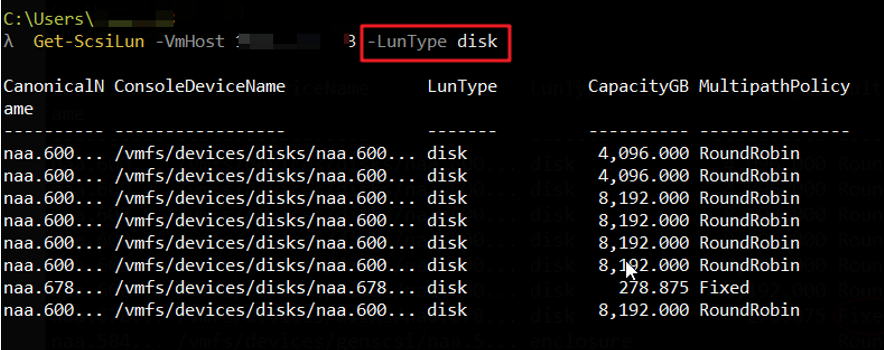 C:\Users\
λ Get-ScsiLun -VmHost 1 3 -LunType disk
CanonicalN ConsoleDeviceName LunType CapacityGB MultipathPolicy
ame
---------- ----------------- ------- ---------- ---------------
naa.600... /vmfs/devices/disks/naa.600... disk 4,096.000 RoundRobin
naa.600... /vmfs/devices/disks/naa.600... disk 4,096.000 RoundRobin
naa.600... /vmfs/devices/disks/naa.600... disk 8,192.000 RoundRobin
naa.600... /vmfs/devices/disks/naa.600... disk 8,192.000 RoundRobin
naa.600... /vmfs/devices/disks/naa.600... disk 8,192.000 RoundRobin
naa.600... /vmfs/devices/disks/naa.600... disk 8,192.000 RoundRobin
naa.678... /vmfs/devices/disks/naa.678... disk 278.875 Fixed
naa.600... /vmfs/devices/disks/naa.600... disk 8,192.000 RoundRobin